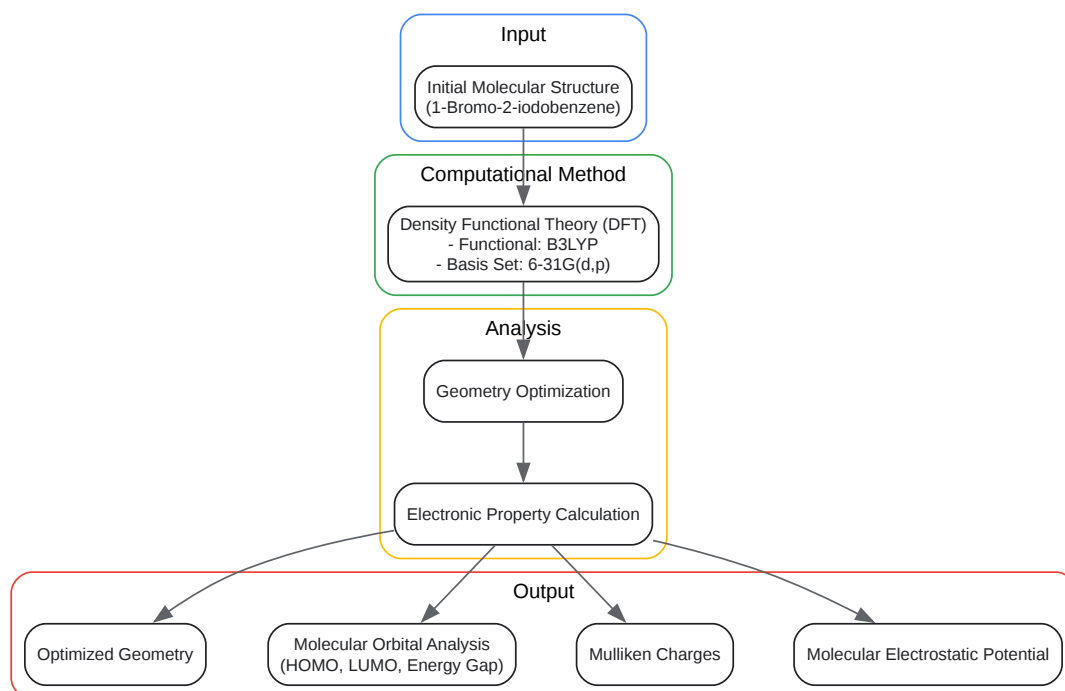 Input
Initial Molecular Structure
(1-Bromo-2-iodobenzene)
Computational Method
Density Functional Theory (DFT)
- Functional: B3LYP
- Basis Set: 6-31G(d,p)
Analysis
Geometry Optimization
Electronic Property Calculation
Output
Optimized Geometry
Molecular Orbital Analysis
(HOMO, LUMO, Energy Gap)
Mulliken Charges
Molecular Electrostatic Potential